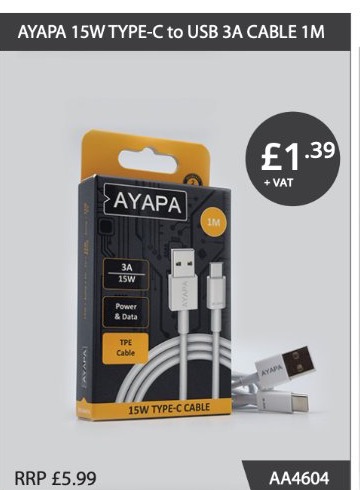 AYAPA 15W TYPE-C to USB 3A CABLE 1M
£1.39
+ VAT
AYAPA
1M
3A
15W
Power
& Data
TPE
Cable
AYAPA
AYAPA
AYAPA
15W TYPE-C CABLE
RRP £5.99
AA4604